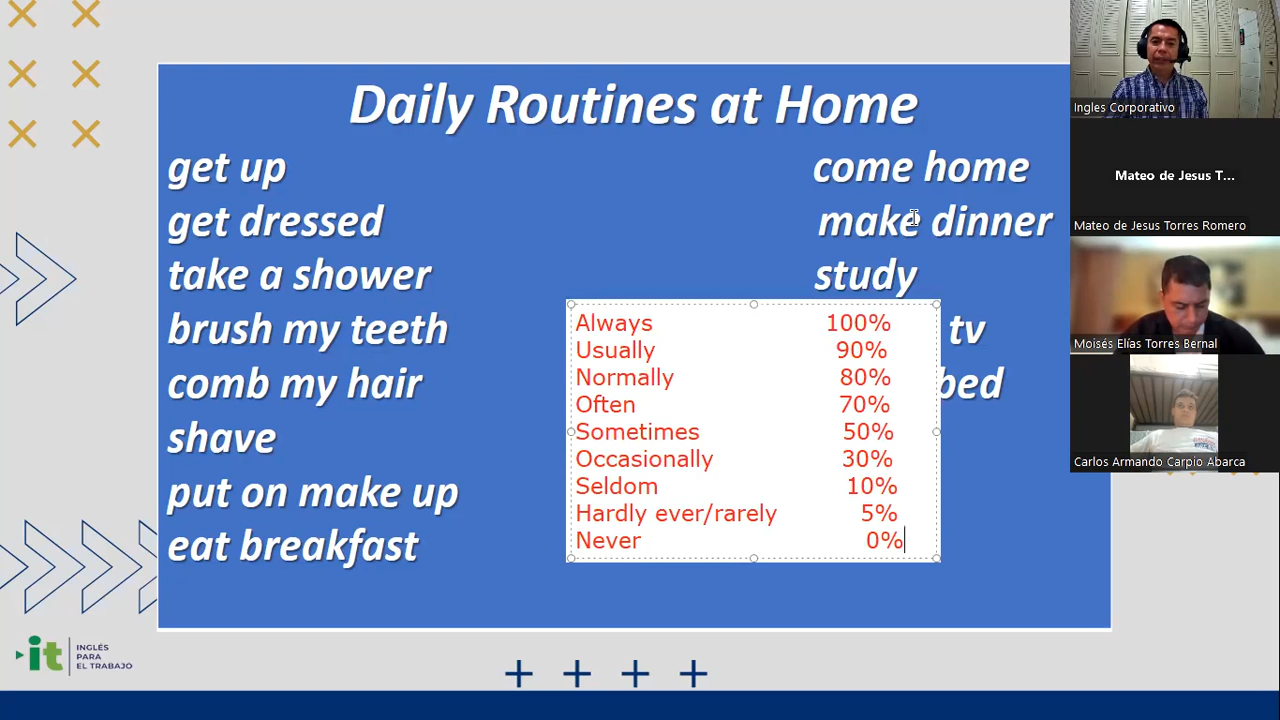 Daily Routines at Home
get up
get dressed
take a shower
brush my teeth
comb my hair
shave
put on make up
eat breakfast
come home
make dinner
study
tv
bed
Always 100%
Usually 90%
Normally 80%
Often 70%
Sometimes 50%
Occasionally 30%
Seldom 10%
Hardly ever/rarely 5%
Never 0%
it
INGLÉS
PARA
EL TRABAJO
Ingles Corporativo
Mateo de Jesus T...
Mateo de Jesus Torres Romero
Moisés Elías Torres Bernal
Carlos Armando Carpio Abarca